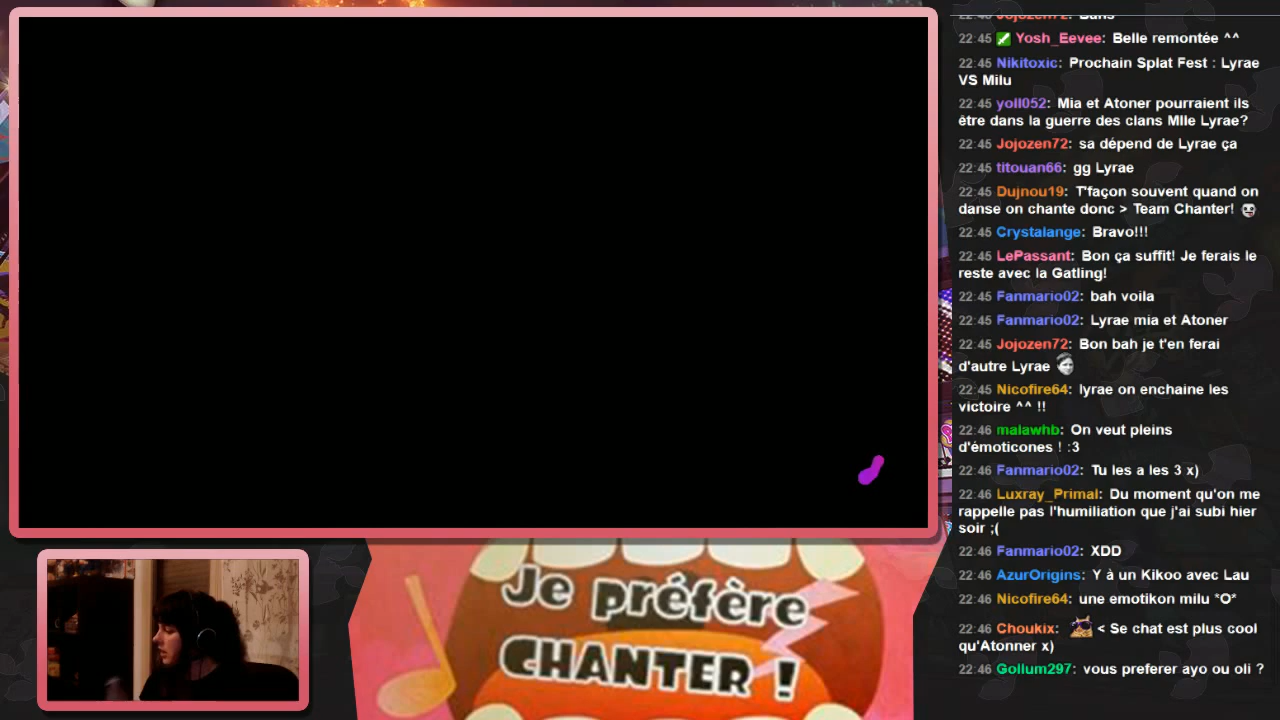 22:45 Jojozen72: Bans
22:45 Yosh_Eevee: Belle remontée ^^
22:45 Nikitoxic: Prochain Splat Fest : Lyrae
VS Milu
22:45 yoll052: Mia et Atoner pourraient ils
être dans la guerre des clans Mlle Lyrae?
22:45 Jojozen72: sa dépend de Lyrae ça
22:45 titouan66: gg Lyrae
22:45 Dujnou19: T'façon souvent quand on
danse on chante donc > Team Chanter!
22:45 Crystalange: Bravo!!!
22:45 LePassant: Bon ça suffit! Je ferais le
reste avec la Gatling!
22:45 Fanmario02: bah voila
22:45 Fanmario02: Lyrae mia et Atoner
22:45 Jojozen72: Bon bah je t'en ferai
d'autre Lyrae
22:45 Nicofire64: lyrae on enchaine les
victoire ^^ !!
22:46 malawhb: On veut pleins
d'émoticones ! :3
22:46 Fanmario02: Tu les a les 3 x)
22:46 Luxray_Primal: Du moment qu'on me
rappelle pas l'humiliation que j'ai subi hier
soir ;(
22:46 Fanmario02: XDD
22:46 AzurOrigins: Y à un Kikoo avec Lau
22:46 Nicofire64: une emotikon milu *O*
22:46 Choukix: < Se chat est plus cool
qu'Atonner x)
22:46 Gollum297: vous preferer ayo ou oli ?
Je préfère
CHANTER !